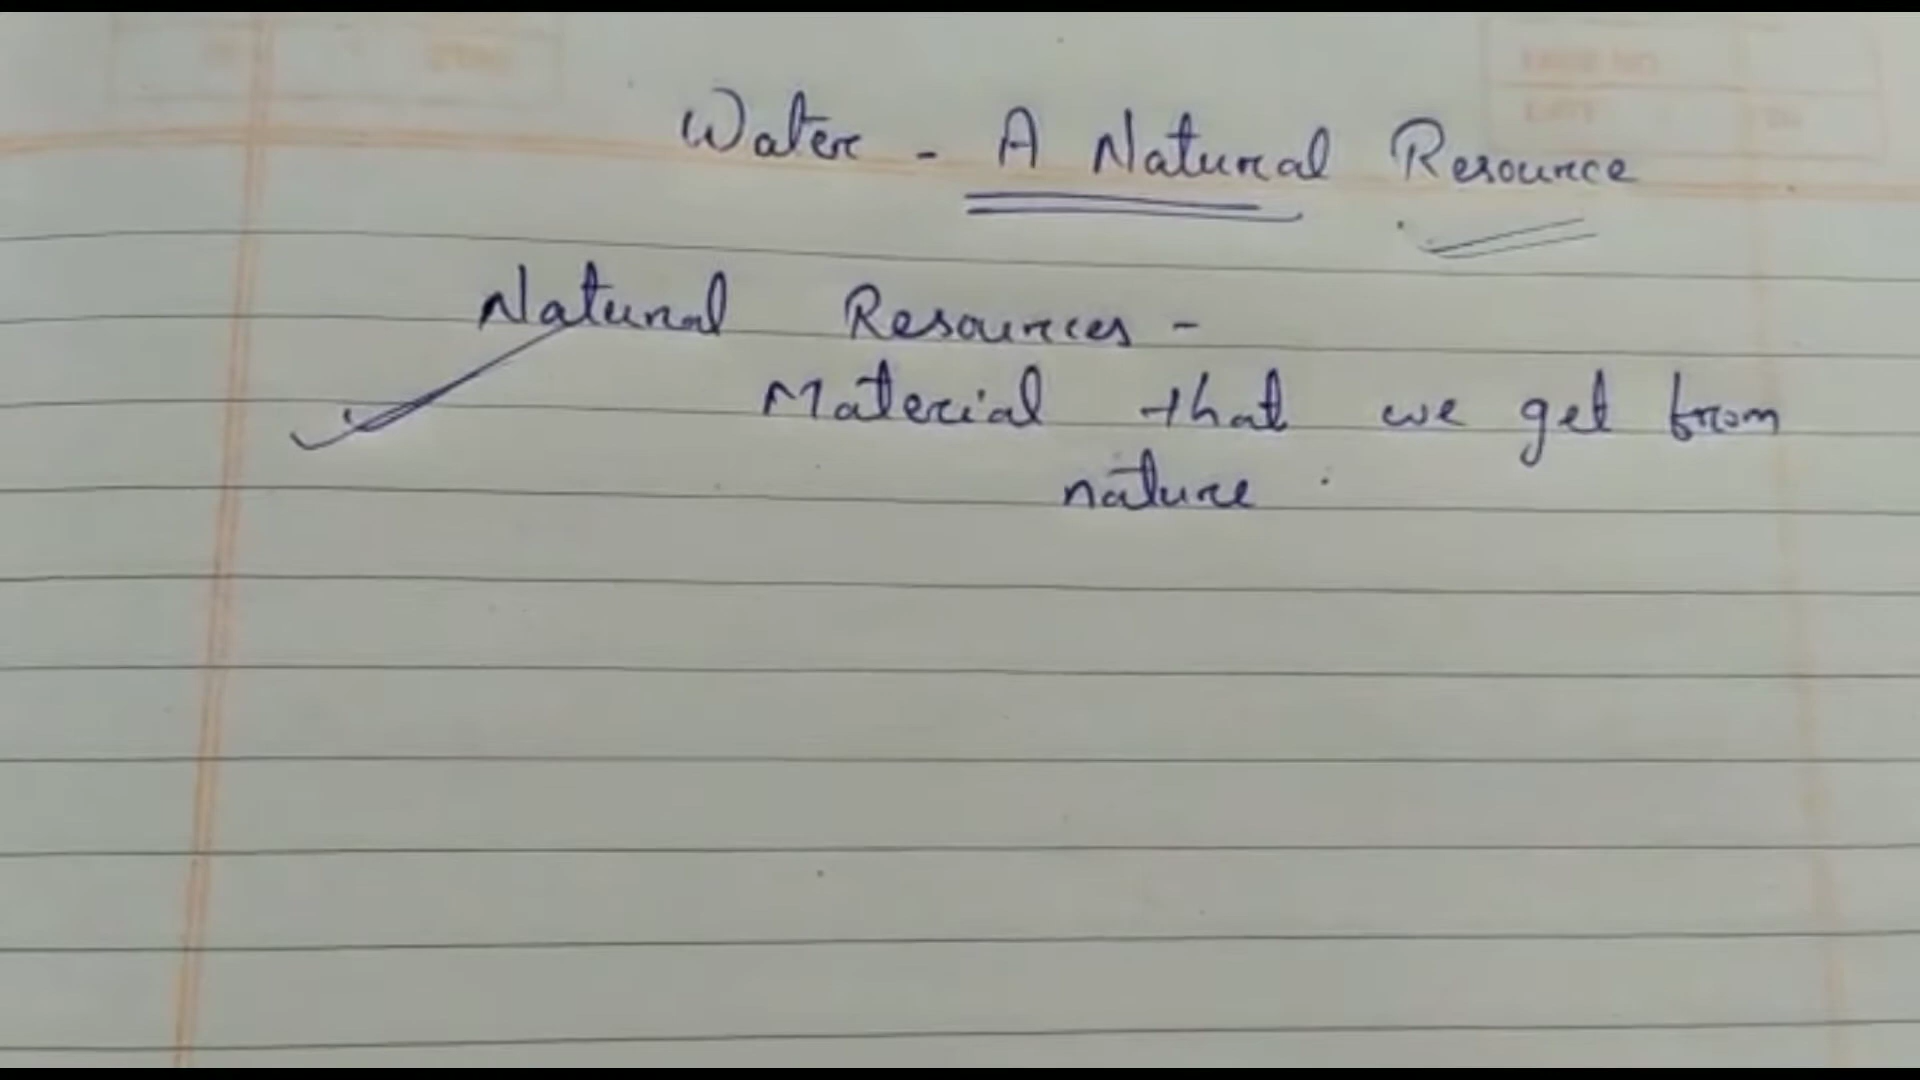 Water - A Natural Resource
Natural Resources -
Material that we get from
nature.